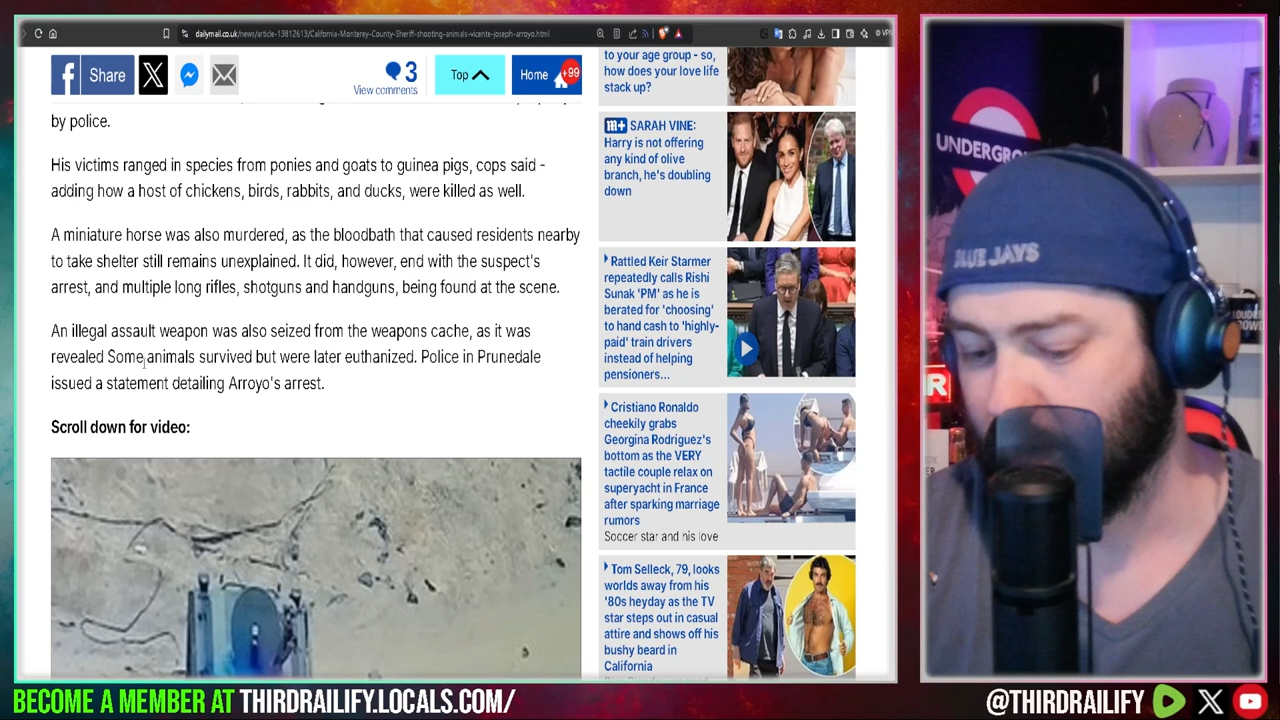 dailymail.co.uk/news/article-13812613/California-Monterey-County-Sheriff-shooting-animals-vicente-joseph-arroyo.html
Share
3
View comments
Top
Home
+99
by police.
His victims ranged in species from ponies and goats to guinea pigs, cops said -
adding how a host of chickens, birds, rabbits, and ducks, were killed as well.
A miniature horse was also murdered, as the bloodbath that caused residents nearby
to take shelter still remains unexplained. It did, however, end with the suspect's
arrest, and multiple long rifles, shotguns and handguns, being found at the scene.
An illegal assault weapon was also seized from the weapons cache, as it was
revealed Some animals survived but were later euthanized. Police in Prunedale
issued a statement detailing Arroyo's arrest.
Scroll down for video:
to your age group - so,
how does your love life
stack up?
m+ SARAH VINE:
Harry is not offering
any kind of olive
branch, he's doubling
down
Rattled Keir Starmer
repeatedly calls Rishi
Sunak 'PM' as he is
berated for 'choosing'
to hand cash to 'highly-
paid' train drivers
instead of helping
pensioners...
Cristiano Ronaldo
cheekily grabs
Georgina Rodriguez's
bottom as the VERY
tactile couple relax on
superyacht in France
after sparking marriage
rumors
Soccer star and his love
Tom Selleck, 79, looks
worlds away from his
'80s heyday as the TV
star steps out in casual
attire and shows off his
bushy beard in
California
UNDERGRO
BLUE JAYS
BECOME A MEMBER AT THIRDRAILIFY.LOCALS.COM/
@THIRDRAILIFY